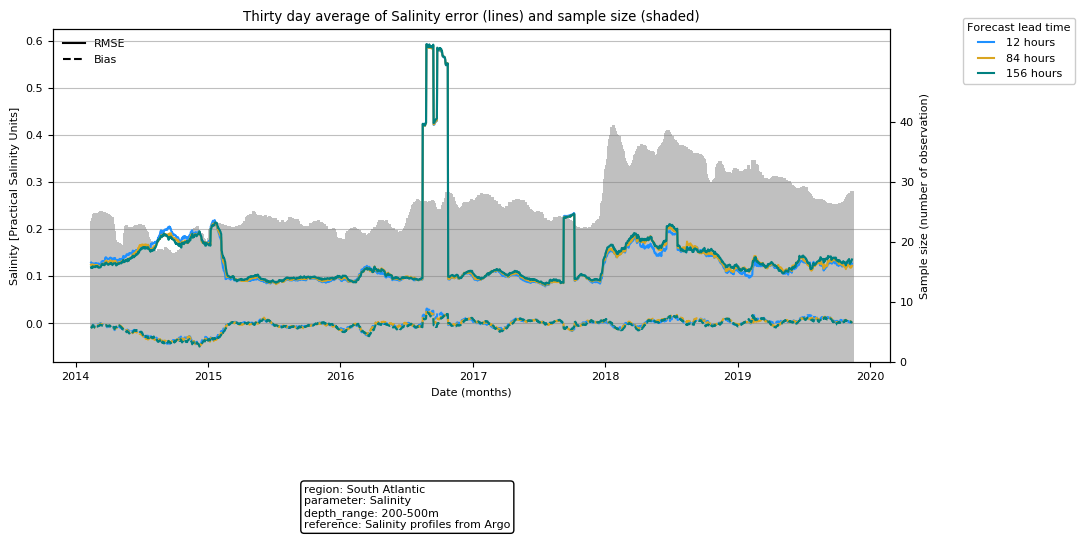 Thirty day average of Salinity error (lines) and sample size (shaded)
Forecast lead time
12 hours
84 hours
156 hours
RMSE
Bias
Salinity [Practical Salinity Units]
0.6
0.5
0.4
0.3
0.2
0.1
0.0
Sample size (number of observation)
40
30
20
10
0
2014 2015 2016 2017 2018 2019 2020
Date (months)
region: South Atlantic
parameter: Salinity
depth_range: 200-500m
reference: Salinity profiles from Argo